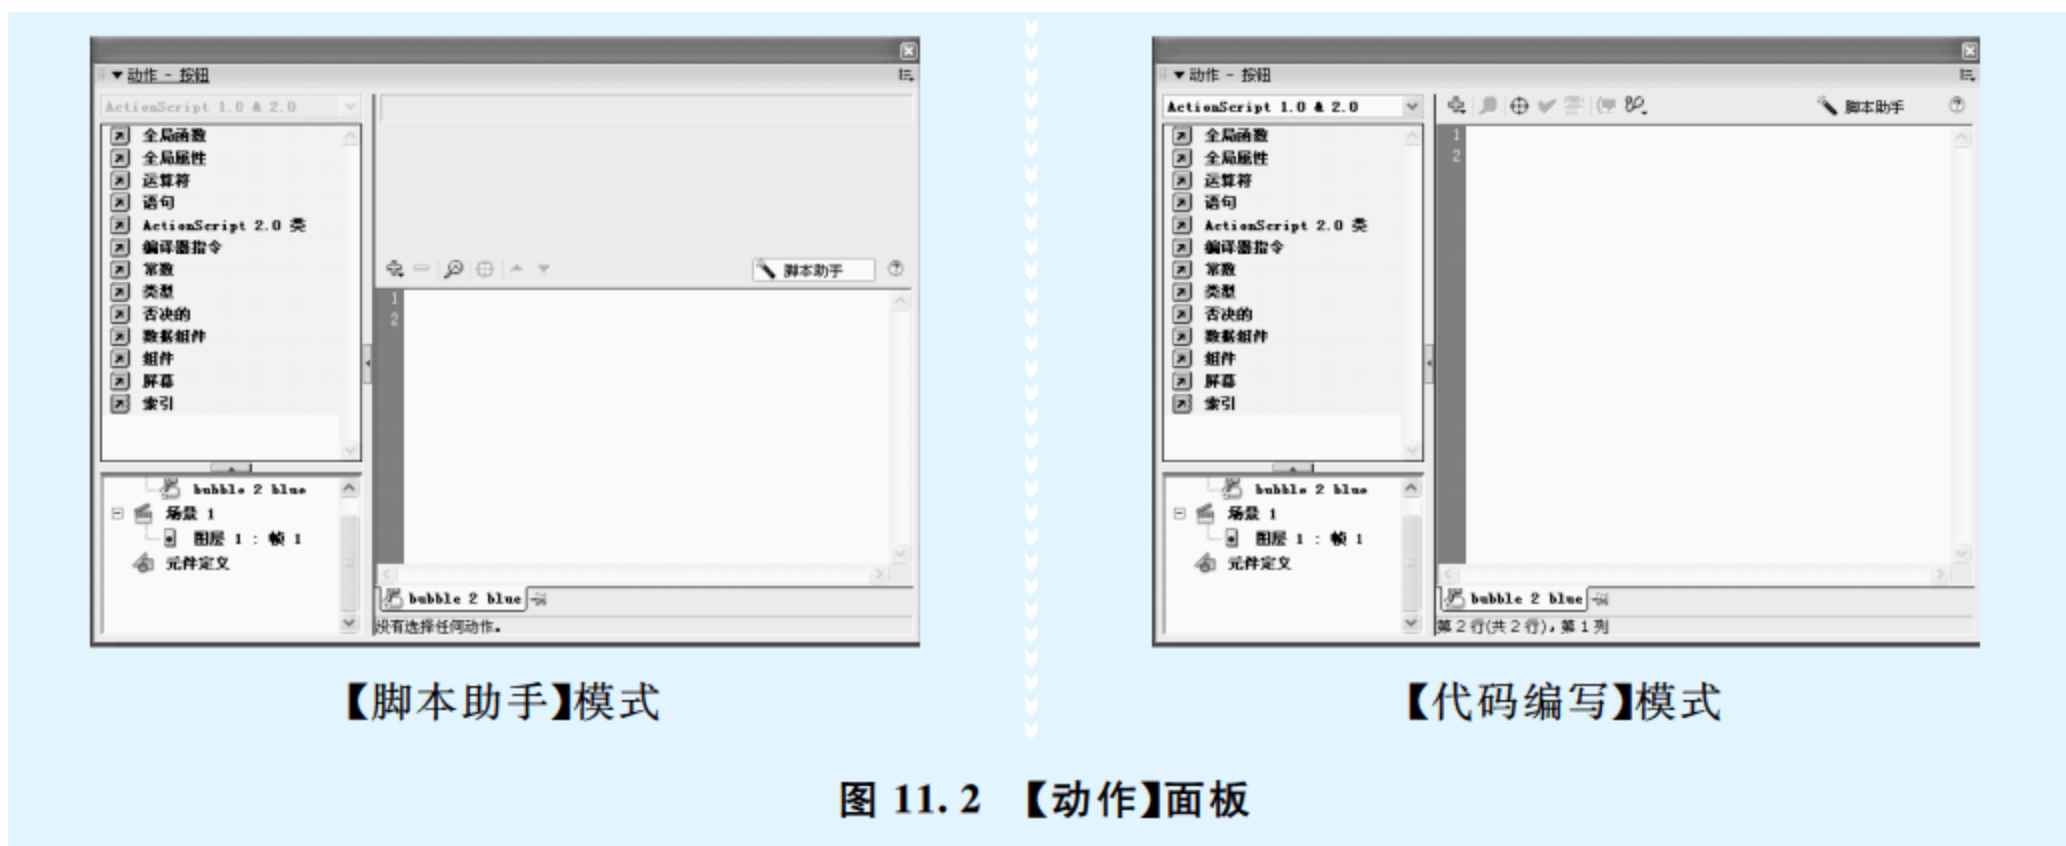 动作 - 按钮
ActionScript 1.0 & 2.0
全局函数
全局属性
运算符
语句
ActionScript 2.0 类
编译器指令
常数
类型
否决的
数据组件
组件
屏幕
索引
bubble 2 blue
场景 1
图层 1 : 帧 1
元件定义
脚本助手
1
2
bubble 2 blue
没有选择任何动作。
【脚本助手】模式
动作 - 按钮
ActionScript 1.0 & 2.0
全局函数
全局属性
运算符
语句
ActionScript 2.0 类
编译器指令
常数
类型
否决的
数据组件
组件
屏幕
索引
bubble 2 blue
场景 1
图层 1 : 帧 1
元件定义
脚本助手
1
2
bubble 2 blue
第 2 行(共 2 行)，第 1 列
【代码编写】模式
图 11.2 【动作】面板